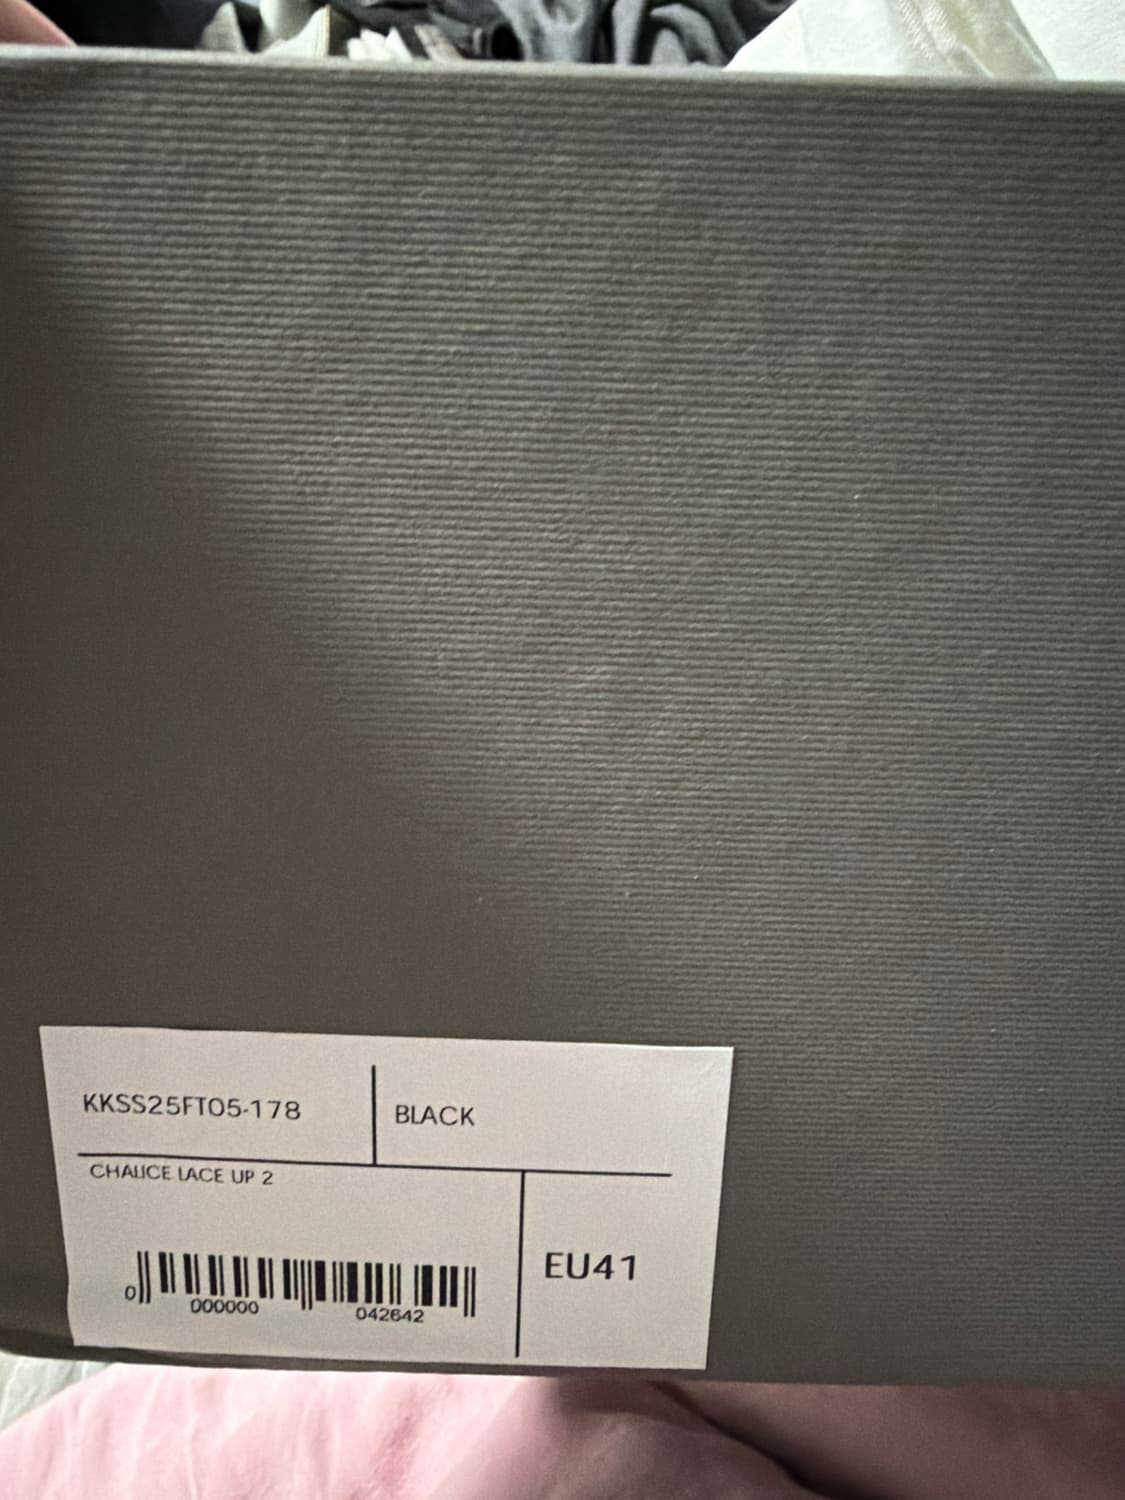 KKSS25FT05-178
BLACK
CHALICE LACE UP 2
EU41
0 000000 042642